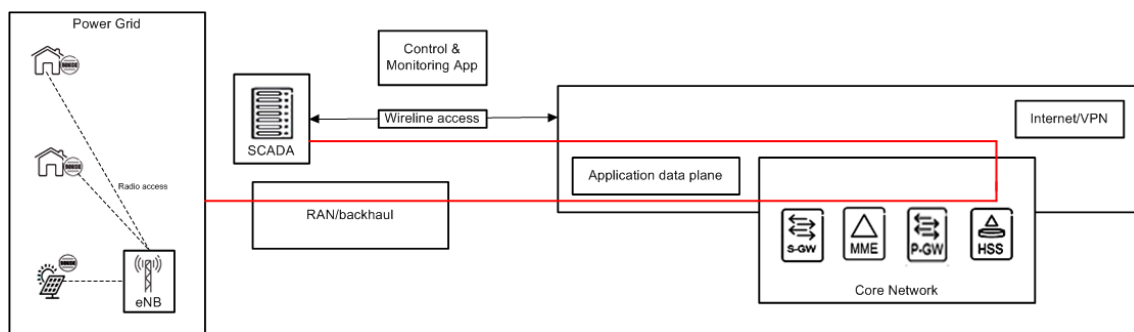 Power Grid
Control &
Monitoring App
Internet/VPN
Wireline access
SCADA
Application data plane
Radio access
RAN/backhaul
S-GW
MME
P-GW
HSS
eNB
Core Network